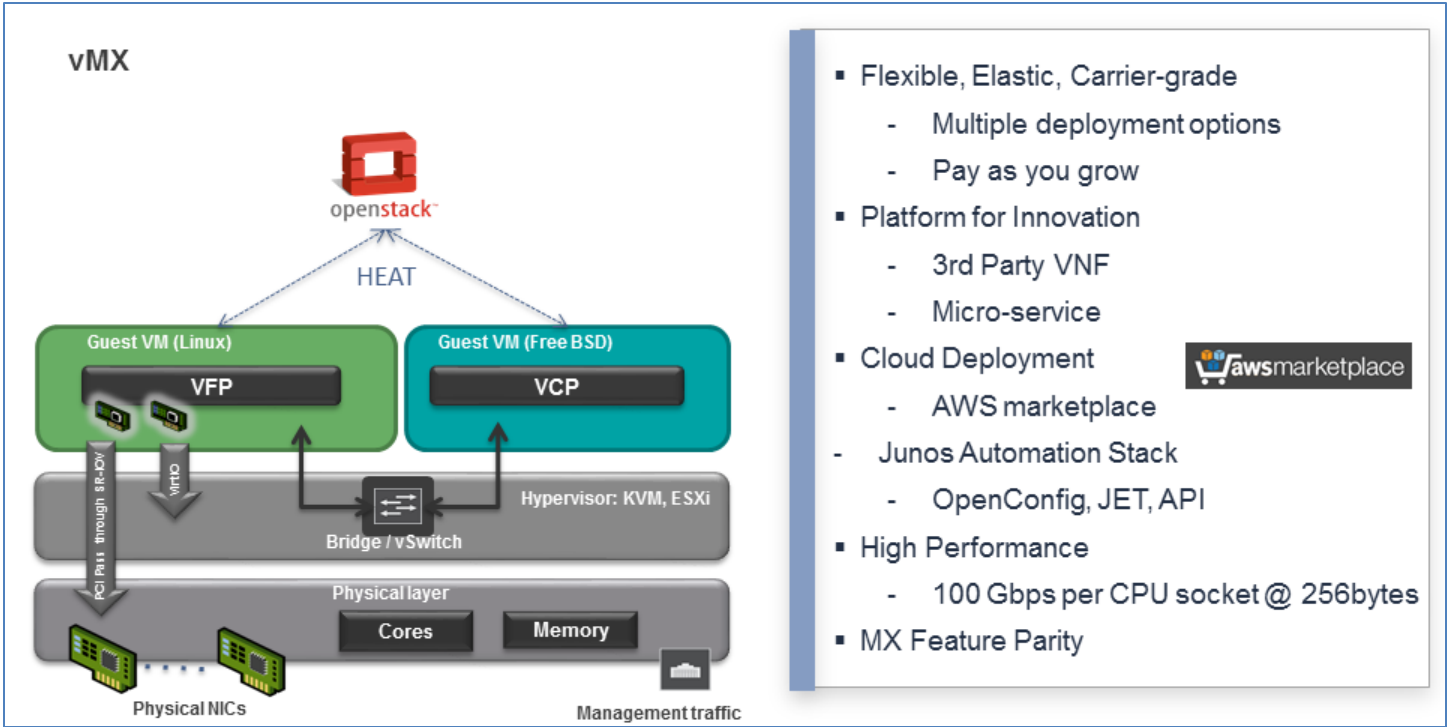 vMX
openstack™
HEAT
Guest VM (Linux)
VFP
Guest VM (Free BSD)
VCP
PCI Pass through SR-IOV
VirtIO
Hypervisor: KVM, ESXi
Bridge / vSwitch
Physical layer
Cores
Memory
Physical NICs
Management traffic
▪ Flexible, Elastic, Carrier-grade
- Multiple deployment options
- Pay as you grow
▪ Platform for Innovation
- 3rd Party VNF
- Micro-service
▪ Cloud Deployment
awsmarketplace
- AWS marketplace
- Junos Automation Stack
- OpenConfig, JET, API
▪ High Performance
- 100 Gbps per CPU socket @ 256bytes
▪ MX Feature Parity